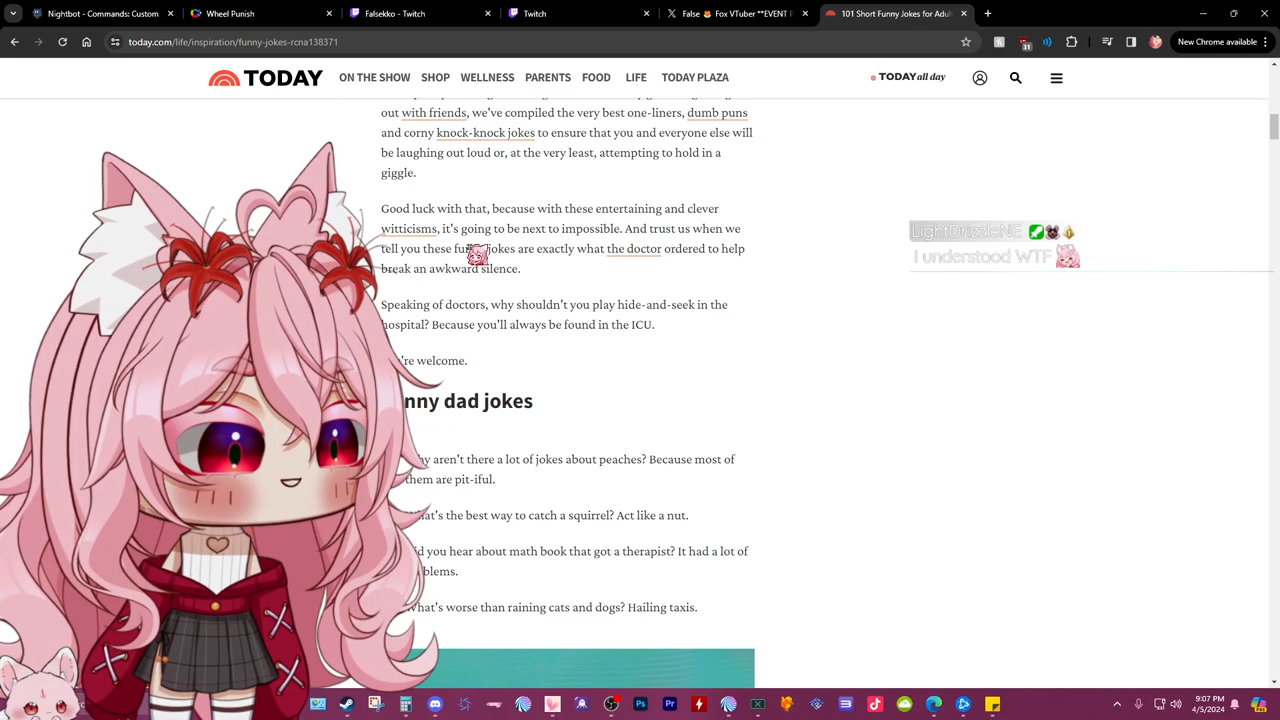 Nightbot - Commands: Custom
Wheel Punish
Falsekko - Twitch
Twitch
False Fox VTuber **EVENT
101 Short Funny Jokes for Adul
today.com/life/inspiration/funny-jokes-rcna138371
31
New Chrome available
TODAY ON THE SHOW SHOP WELLNESS PARENTS FOOD LIFE TODAY PLAZA TODAY all day
out with friends, we've compiled the very best one-liners, dumb puns
and corny knock-knock jokes to ensure that you and everyone else will
be laughing out loud or, at the very least, attempting to hold in a
giggle.
Good luck with that, because with these entertaining and clever
witticisms, it's going to be next to impossible. And trust us when we
tell you these jokes are exactly what the doctor ordered to help
break an awkward silence.
Speaking of doctors, why shouldn't you play hide-and-seek in the
hospital? Because you'll always be found in the ICU.
're welcome.
nny dad jokes
aren't there a lot of jokes about peaches? Because most of
them are pit-iful.
hat's the best way to catch a squirrel? Act like a nut.
id you hear about math book that got a therapist? It had a lot of
blems.
What's worse than raining cats and dogs? Hailing taxis.
LightDrizzleNE
I understood WTF
9:07 PM
4/5/2024